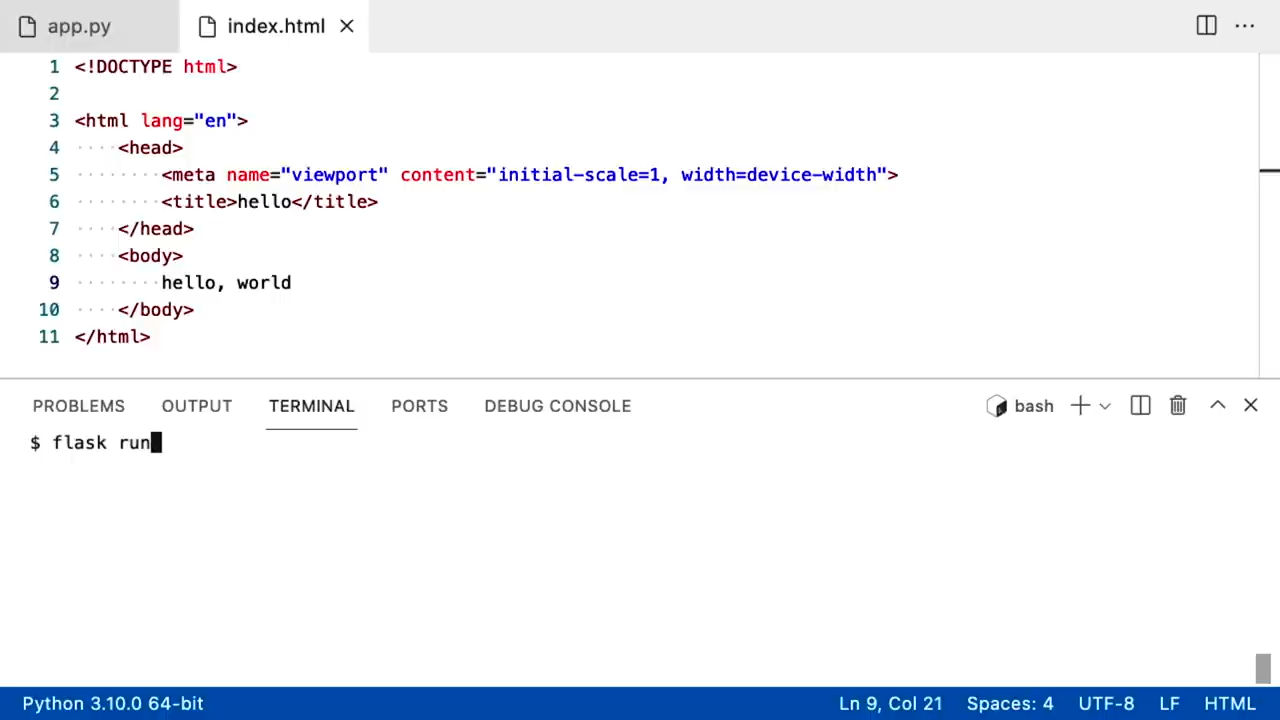 app.py index.html
1 <!DOCTYPE html>
2
3 <html lang="en">
4 ····<head>
5 ········<meta name="viewport" content="initial-scale=1, width=device-width">
6 ········<title>hello</title>
7 ····</head>
8 ····<body>
9 ········hello, world
10 ····</body>
11 </html>
PROBLEMS OUTPUT TERMINAL PORTS DEBUG CONSOLE bash
$ flask run
Python 3.10.0 64-bit Ln 9, Col 21 Spaces: 4 UTF-8 LF HTML